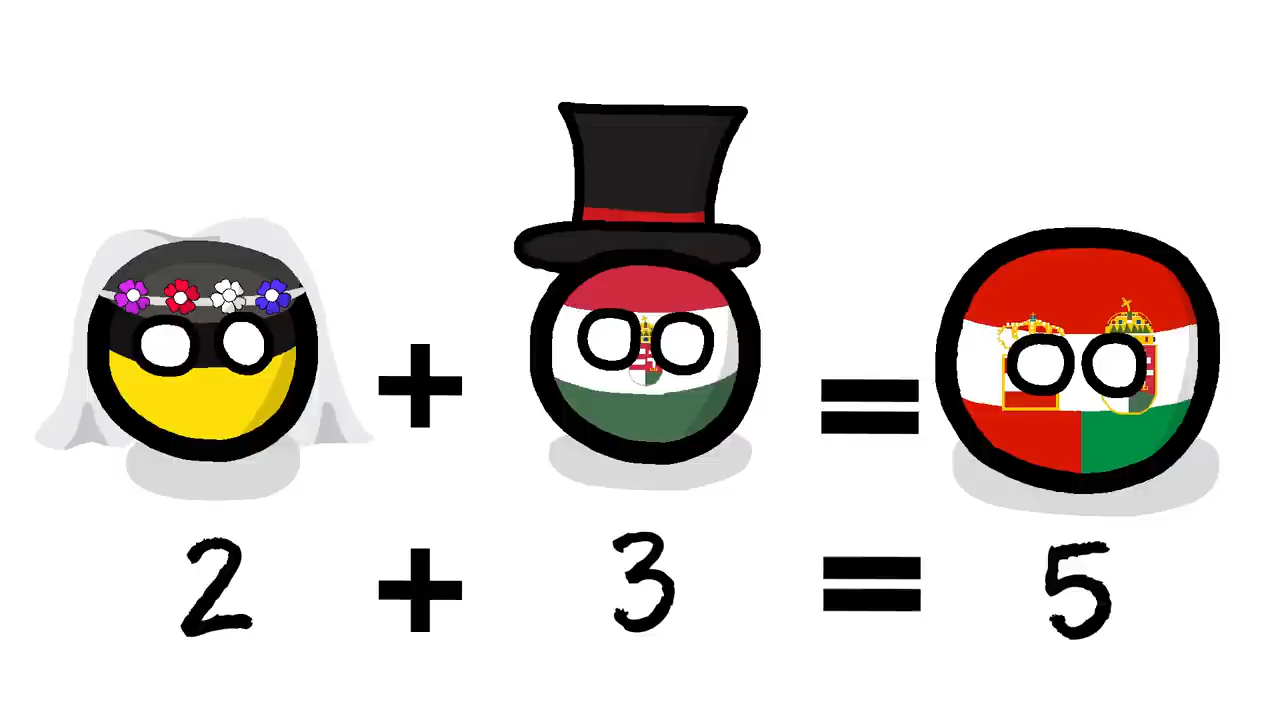 + =
2 + 3 = 5